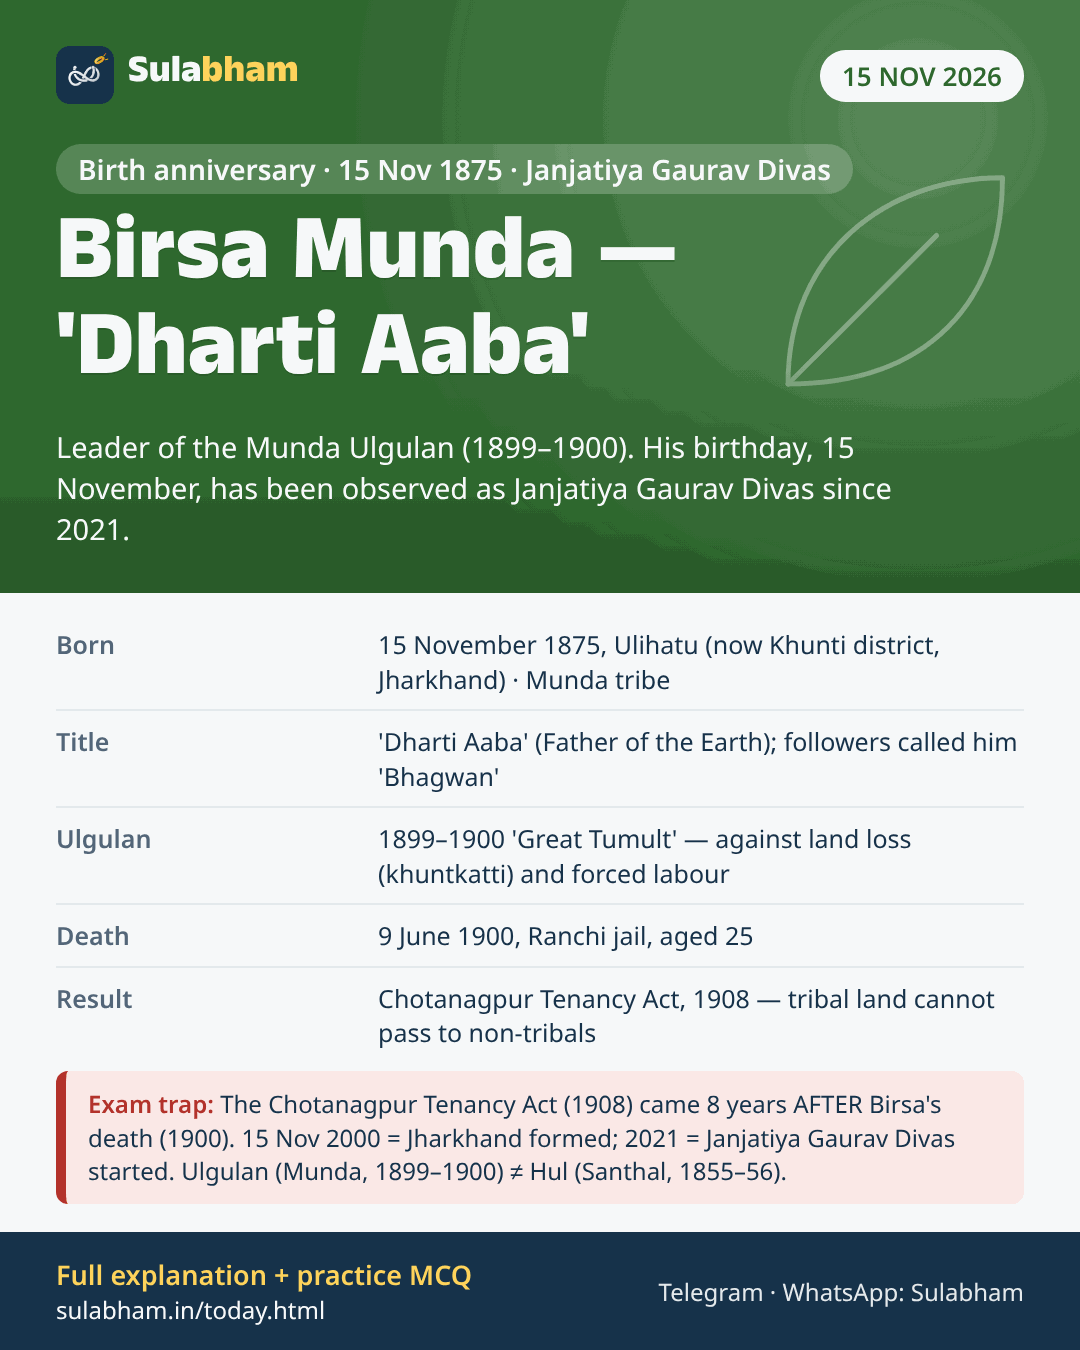 Sulabham
15 NOV 2026
Birth anniversary · 15 Nov 1875 · Janjatiya Gaurav Divas
Birsa Munda —
'Dharti Aaba'
Leader of the Munda Ulgulan (1899–1900). His birthday, 15
November, has been observed as Janjatiya Gaurav Divas since
2021.
Born
15 November 1875, Ulihatu (now Khunti district,
Jharkhand) · Munda tribe
Title
'Dharti Aaba' (Father of the Earth); followers called him
'Bhagwan'
Ulgulan
1899–1900 'Great Tumult' — against land loss
(khuntkatti) and forced labour
Death
9 June 1900, Ranchi jail, aged 25
Result
Chotanagpur Tenancy Act, 1908 — tribal land cannot
pass to non-tribals
Exam trap: The Chotanagpur Tenancy Act (1908) came 8 years AFTER Birsa's
death (1900). 15 Nov 2000 = Jharkhand formed; 2021 = Janjatiya Gaurav Divas
started. Ulgulan (Munda, 1899–1900) ≠ Hul (Santhal, 1855–56).
Full explanation + practice MCQ
sulabham.in/today.html
Telegram · WhatsApp: Sulabham